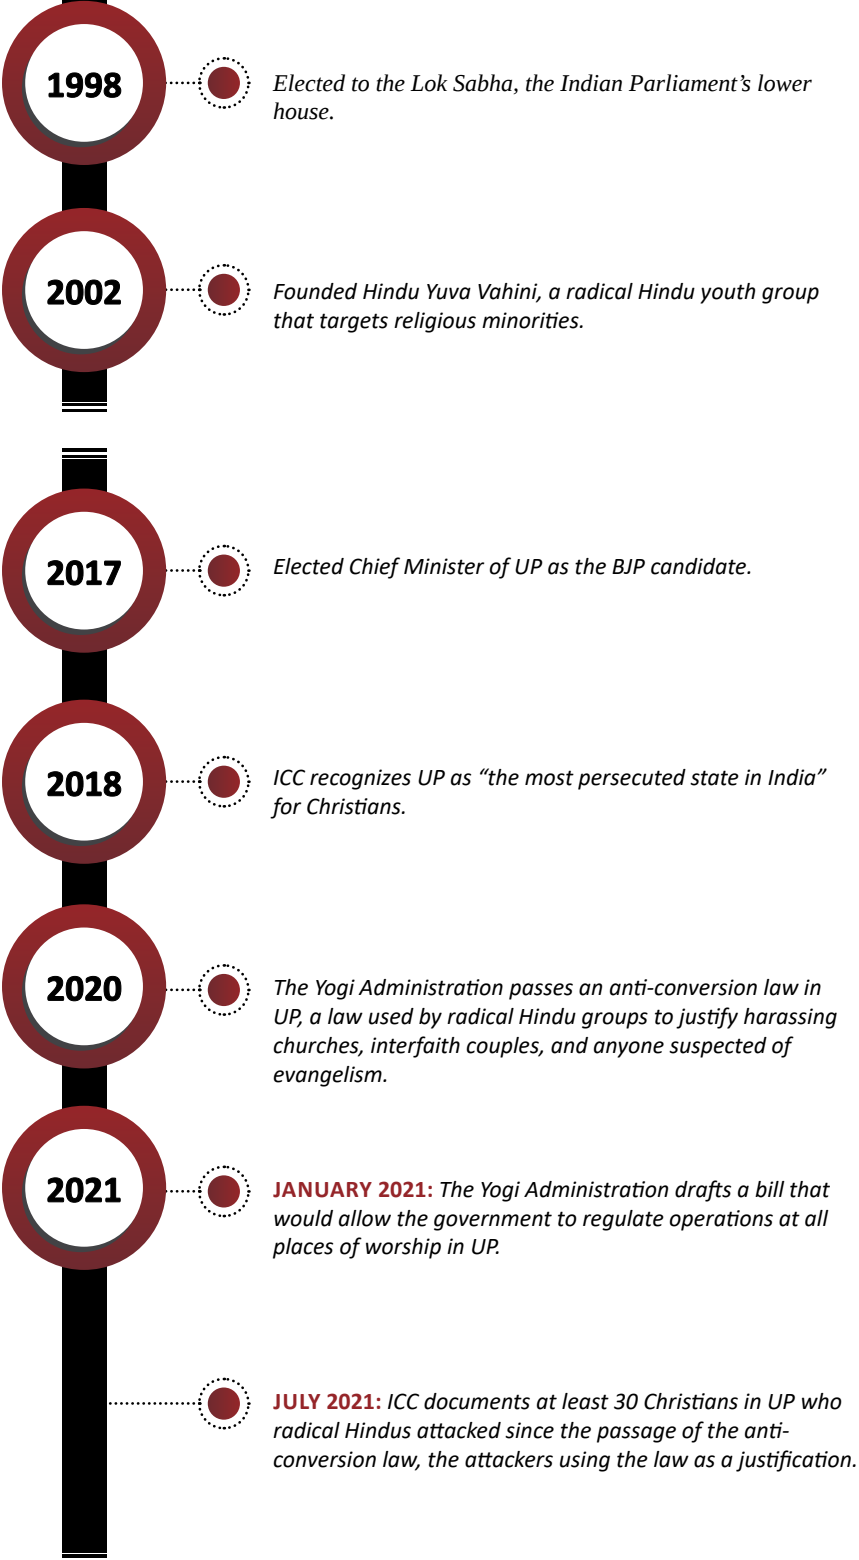 1998
Elected to the Lok Sabha, the Indian Parliament’s lower
house.
2002
Founded Hindu Yuva Vahini, a radical Hindu youth group
that targets religious minorities.
2017
Elected Chief Minister of UP as the BJP candidate.
2018
ICC recognizes UP as “the most persecuted state in India”
for Christians.
2020
The Yogi Administration passes an anti-conversion law in
UP, a law used by radical Hindu groups to justify harassing
churches, interfaith couples, and anyone suspected of
evangelism.
2021
JANUARY 2021: The Yogi Administration drafts a bill that
would allow the government to regulate operations at all
places of worship in UP.
JULY 2021: ICC documents at least 30 Christians in UP who
radical Hindus attacked since the passage of the anti-
conversion law, the attackers using the law as a justification.